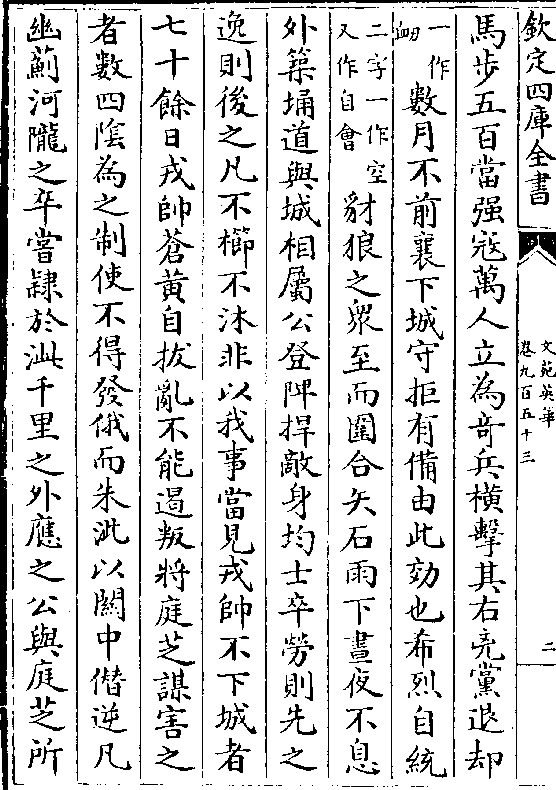 欽定四庫全書
文苑英華
卷九百五十三
二
馬步五百當强寇萬人立為竒兵橫擊其右亮黨退却
一作
衂
數月不前襄下城守拒有備由此効也希烈自統
二字一作空
又作自會
豺狼之衆至而圍合矢石雨下晝夜不息
外築埇道與城相屬公登陴捍敵身均士卒勞則先之
逸則後之凡不櫛不沐非以我事當見戎帥不下城者
七十餘日戎帥蒼黄自拔亂不能遏叛將庭芝謀害之
者數四陰為之制使不得發俄而朱泚以關中僣逆凡
幽薊河隴之卒嘗隷於泚千里之外應之公與庭芝所